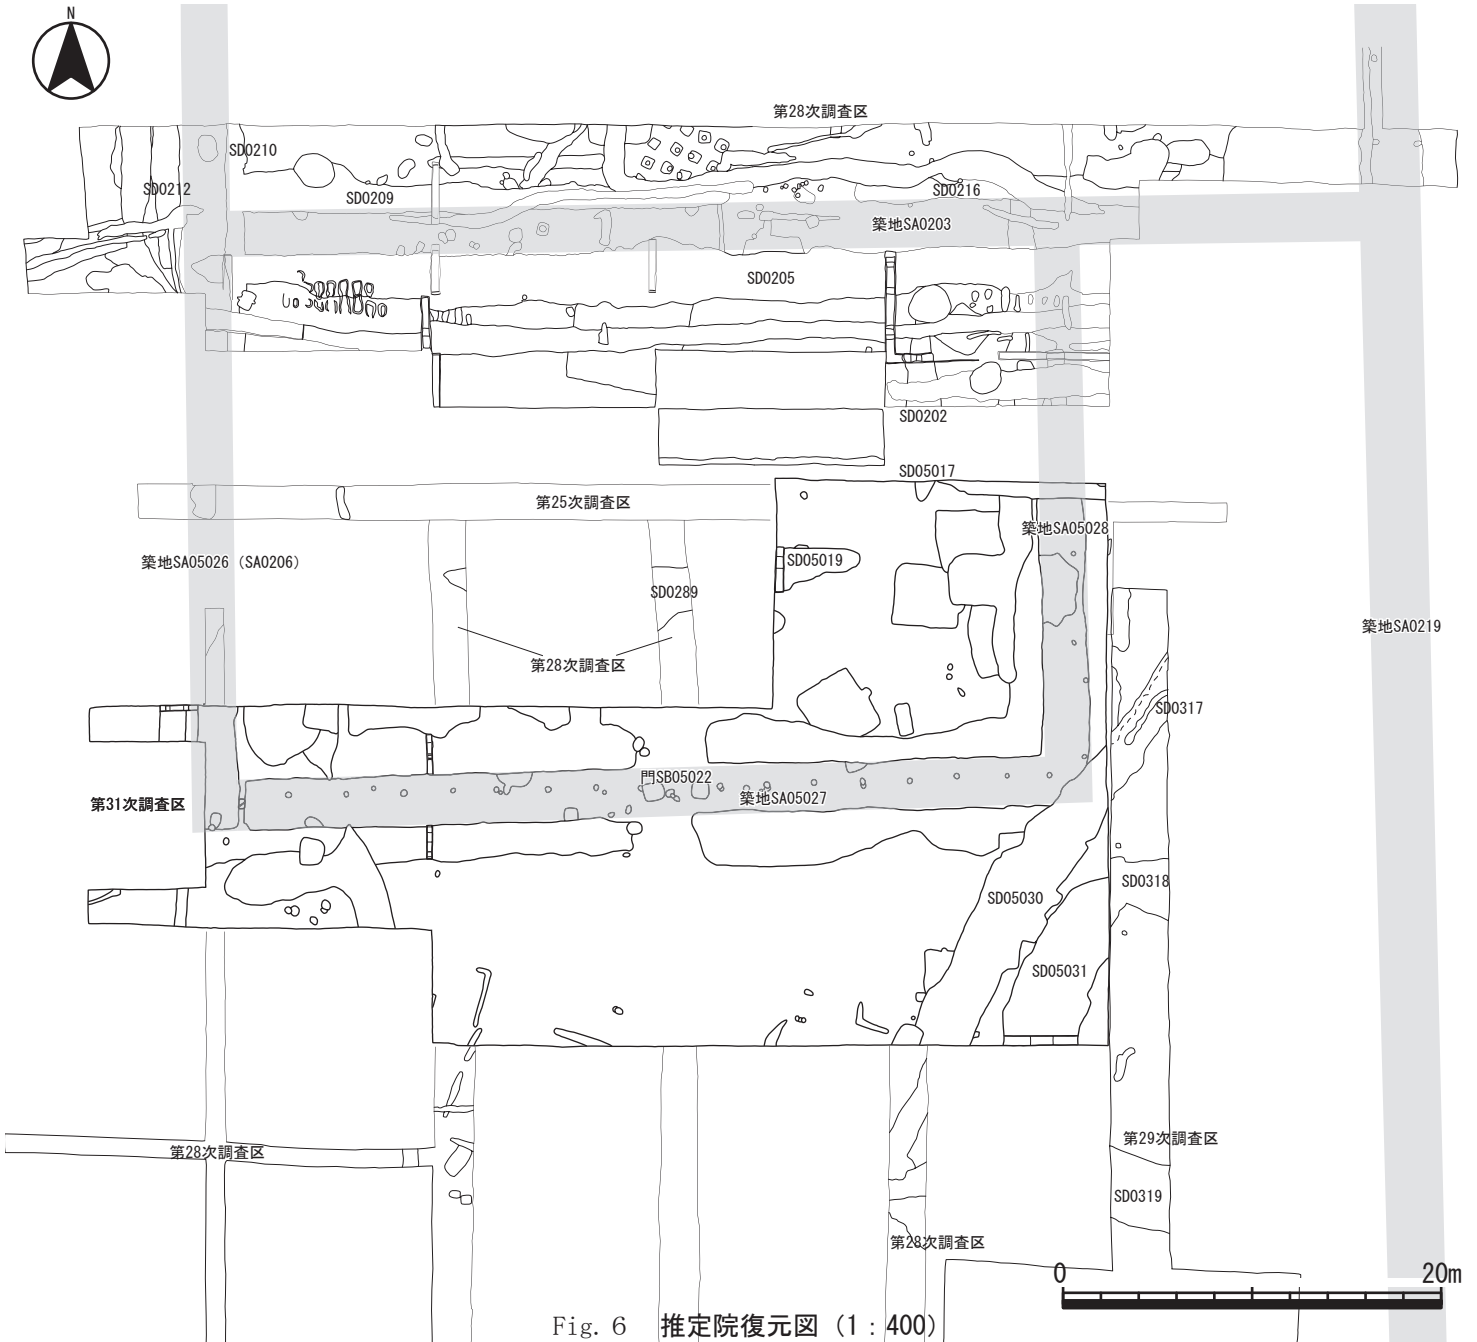 N
第28次調査区
SD0210
SD0212
SD0209
SD0216
築地SA0203
SD0205
SD0202
SD05017
第25次調査区
築地SA05028
築地SA05026（SA0206）
SD05019
SD0289
築地SA0219
第28次調査区
SD0317
門SB05022
築地SA05027
第31次調査区
SD0318
SD05030
SD05031
第29次調査区
第28次調査区
SD0319
第28次調査区
0 20m
Fig. 6 推定院復元図（1：400）